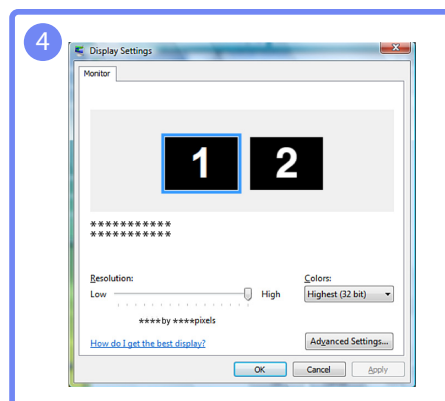 4
Display Settings
Monitor
1 2
***********
***********
Resolution:
Colors:
Low High
Highest (32 bit)
****by ****pixels
How do I get the best display?
Advanced Settings...
OK Cancel Apply